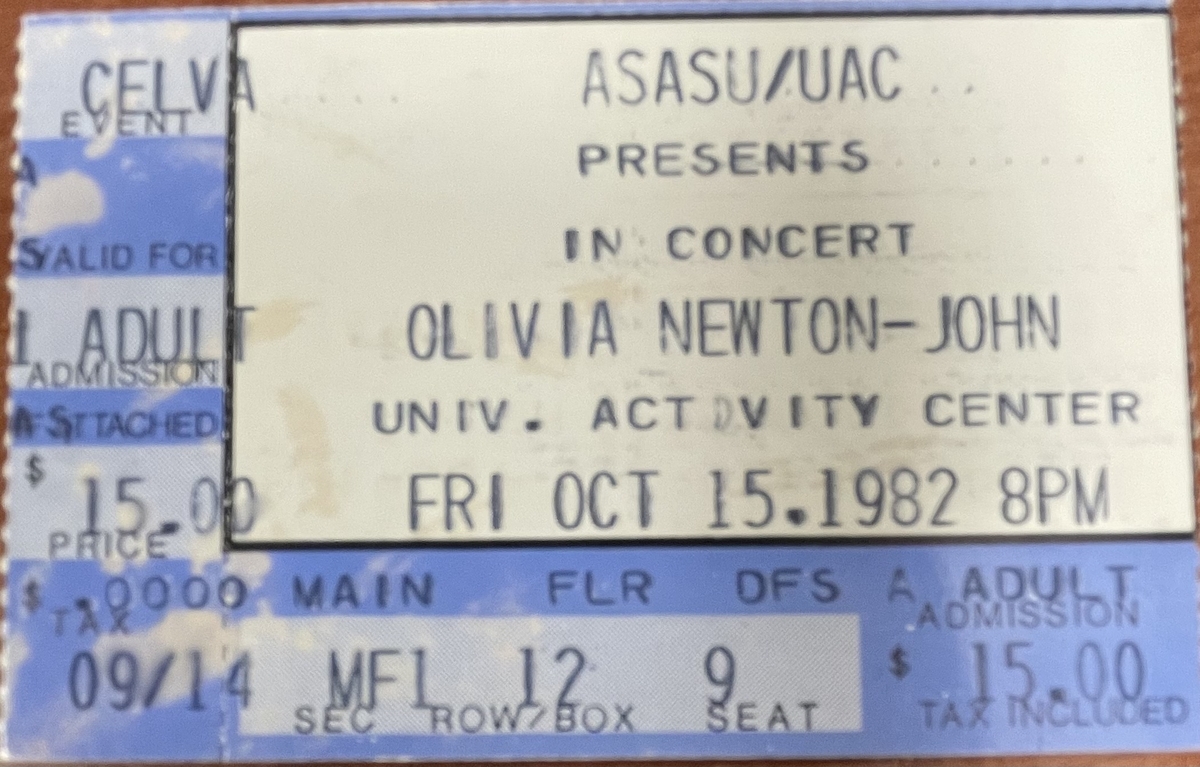 CELVA
EVENT
A
S VALID FOR
1 ADULT
ADMISSION
AS ATTACHED
$ 15.00
PRICE
$ .0000
TAX
09/14
ASASU/UAC
PRESENTS
IN CONCERT
OLIVIA NEWTON-JOHN
UNIV. ACTIVITY CENTER
FRI OCT 15.1982 8PM
MAIN FLR DFS
MF1 12 9
SEC ROW/BOX SEAT
A ADULT
ADMISSION
$ 15.00
TAX INCLUDED